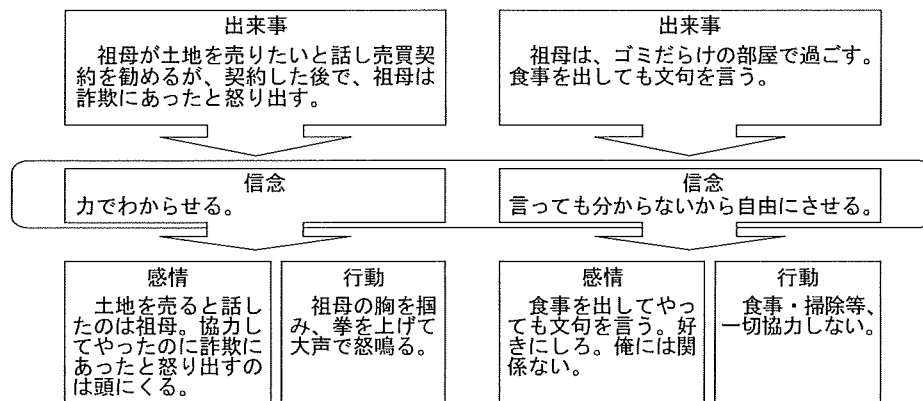 出来事
祖母が土地を売りたいと話し売買契
約を勧めるが、契約した後で、祖母は
詐欺にあったと怒り出す。
出来事
祖母は、ゴミだらけの部屋で過ごす。
食事を出しても文句を言う。
信念
力でわからせる。
信念
言っても分からないから自由にさせる。
感情
土地を売ると話し
たのは祖母。協力し
てやったのに詐欺に
あったと怒り出すの
は頭にくる。
行動
祖母の胸を掴
み、拳を上げて
大声で怒鳴る。
感情
食事を出してやっ
ても文句を言う。好
きにしろ。俺には関
係ない。
行動
食事・掃除等、
一切協力しない。